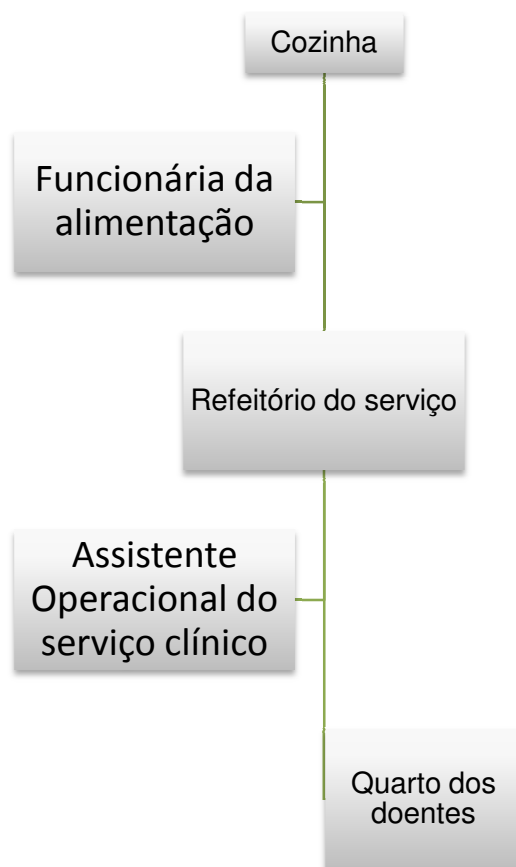 Cozinha
Funcionária da
alimentação
Refeitório do serviço
Assistente
Operacional do
serviço clínico
Quarto dos
doentes